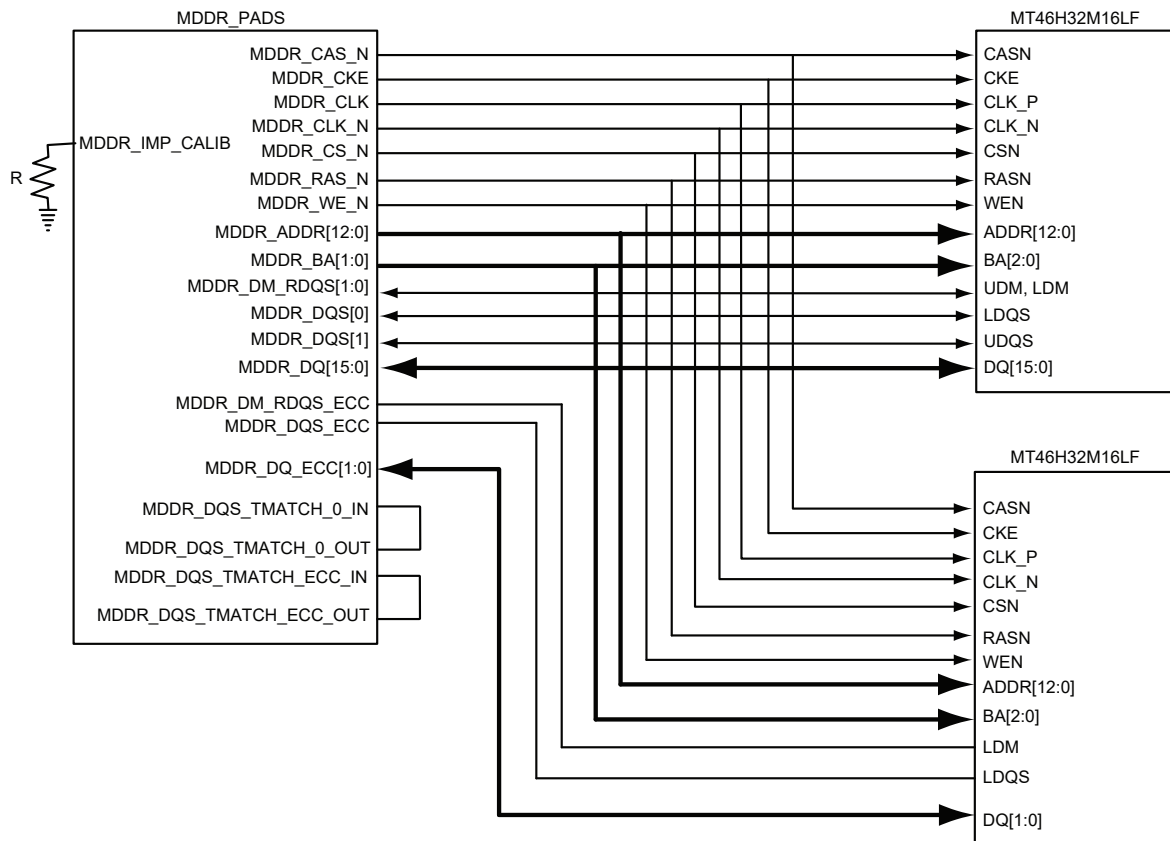 MDDR_PADS
MDDR_CAS_N
MDDR_CKE
MDDR_CLK
MDDR_CLK_N
MDDR_IMP_CALIB
MDDR_CS_N
R
MDDR_RAS_N
MDDR_WE_N
MDDR_ADDR[12:0]
MDDR_BA[1:0]
MDDR_DM_RDQS[1:0]
MDDR_DQS[0]
MDDR_DQS[1]
MDDR_DQ[15:0]
MDDR_DM_RDQS_ECC
MDDR_DQS_ECC
MDDR_DQ_ECC[1:0]
MDDR_DQS_TMATCH_0_IN
MDDR_DQS_TMATCH_0_OUT
MDDR_DQS_TMATCH_ECC_IN
MDDR_DQS_TMATCH_ECC_OUT
MT46H32M16LF
CASN
CKE
CLK_P
CLK_N
CSN
RASN
WEN
ADDR[12:0]
BA[2:0]
UDM, LDM
LDQS
UDQS
DQ[15:0]
MT46H32M16LF
CASN
CKE
CLK_P
CLK_N
CSN
RASN
WEN
ADDR[12:0]
BA[2:0]
LDM
LDQS
DQ[1:0]